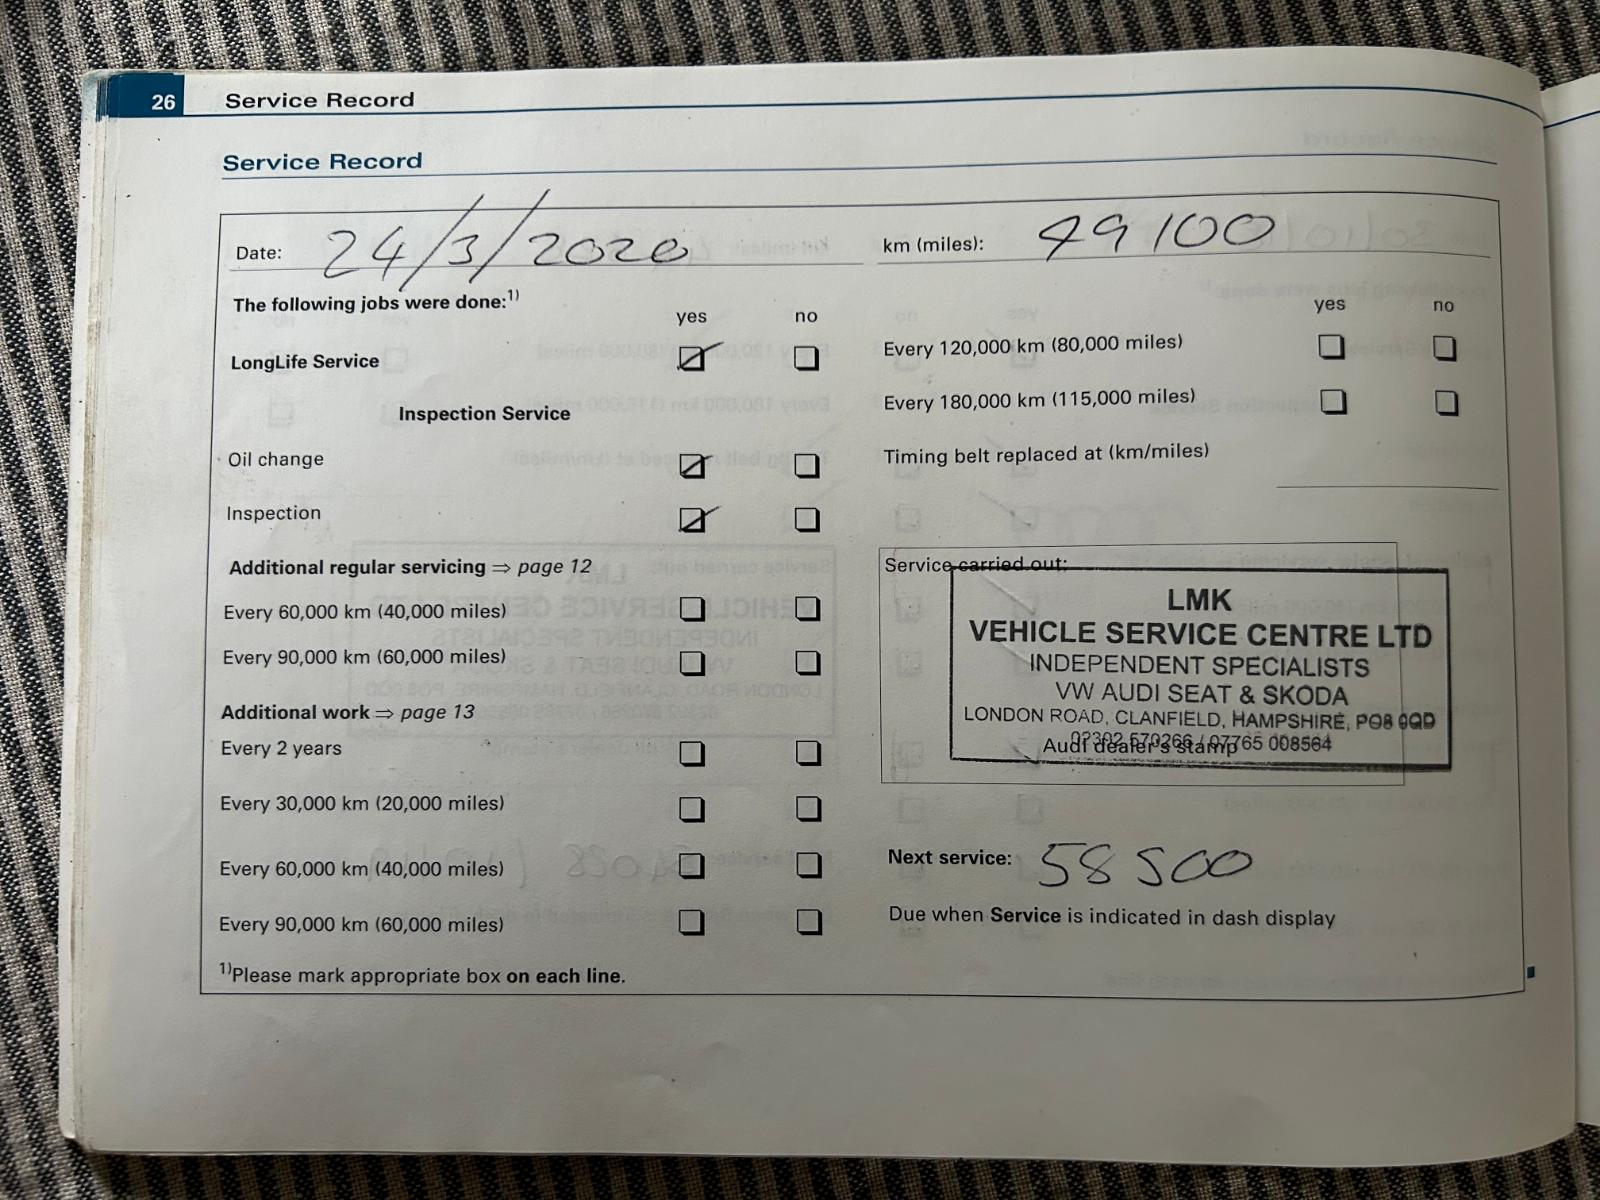 26 Service Record
Service Record
Date: 24/3/2020
km (miles): 49100
The following jobs were done:1)
yes no
LongLife Service
Inspection Service
Oil change
Inspection
Additional regular servicing ⇒ page 12
Every 60,000 km (40,000 miles)
Every 90,000 km (60,000 miles)
Additional work ⇒ page 13
Every 2 years
Every 30,000 km (20,000 miles)
Every 60,000 km (40,000 miles)
Every 90,000 km (60,000 miles)
1)Please mark appropriate box on each line.
yes no
Every 120,000 km (80,000 miles)
Every 180,000 km (115,000 miles)
Timing belt replaced at (km/miles)
Service carried out:
LMK
VEHICLE SERVICE CENTRE LTD
INDEPENDENT SPECIALISTS
VW AUDI SEAT & SKODA
LONDON ROAD, CLANFIELD, HAMPSHIRE, PO8 0QD
02392 570266 / 07765 008564
Audi dealer's stamp
Next service: 58500
Due when Service is indicated in dash display